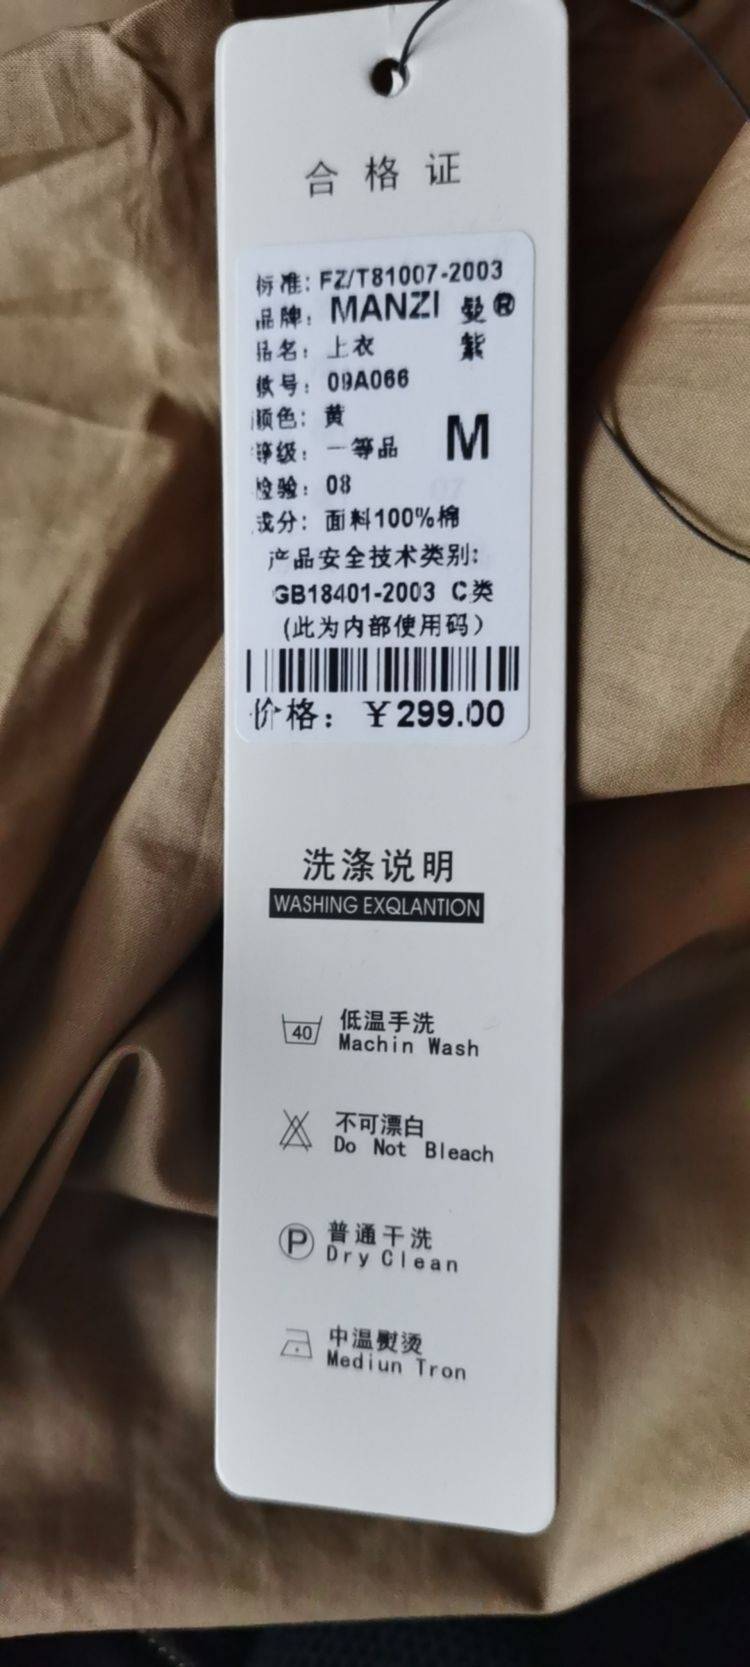 合格证
标准: FZ/T81007-2003
品牌: MANZI 曼紫®
品名: 上衣
款号: 09A066
颜色: 黄
等级: 一等品 M
检验: 08
成分: 面料100%棉
产品安全技术类别:
GB18401-2003 C类
(此为内部使用码)
价格: ¥299.00
洗涤说明
WASHING EXQLANTION
40 低温手洗
Machin Wash
不可漂白
Do Not Bleach
P 普通干洗
Dry Clean
中温熨烫
Mediun Tron